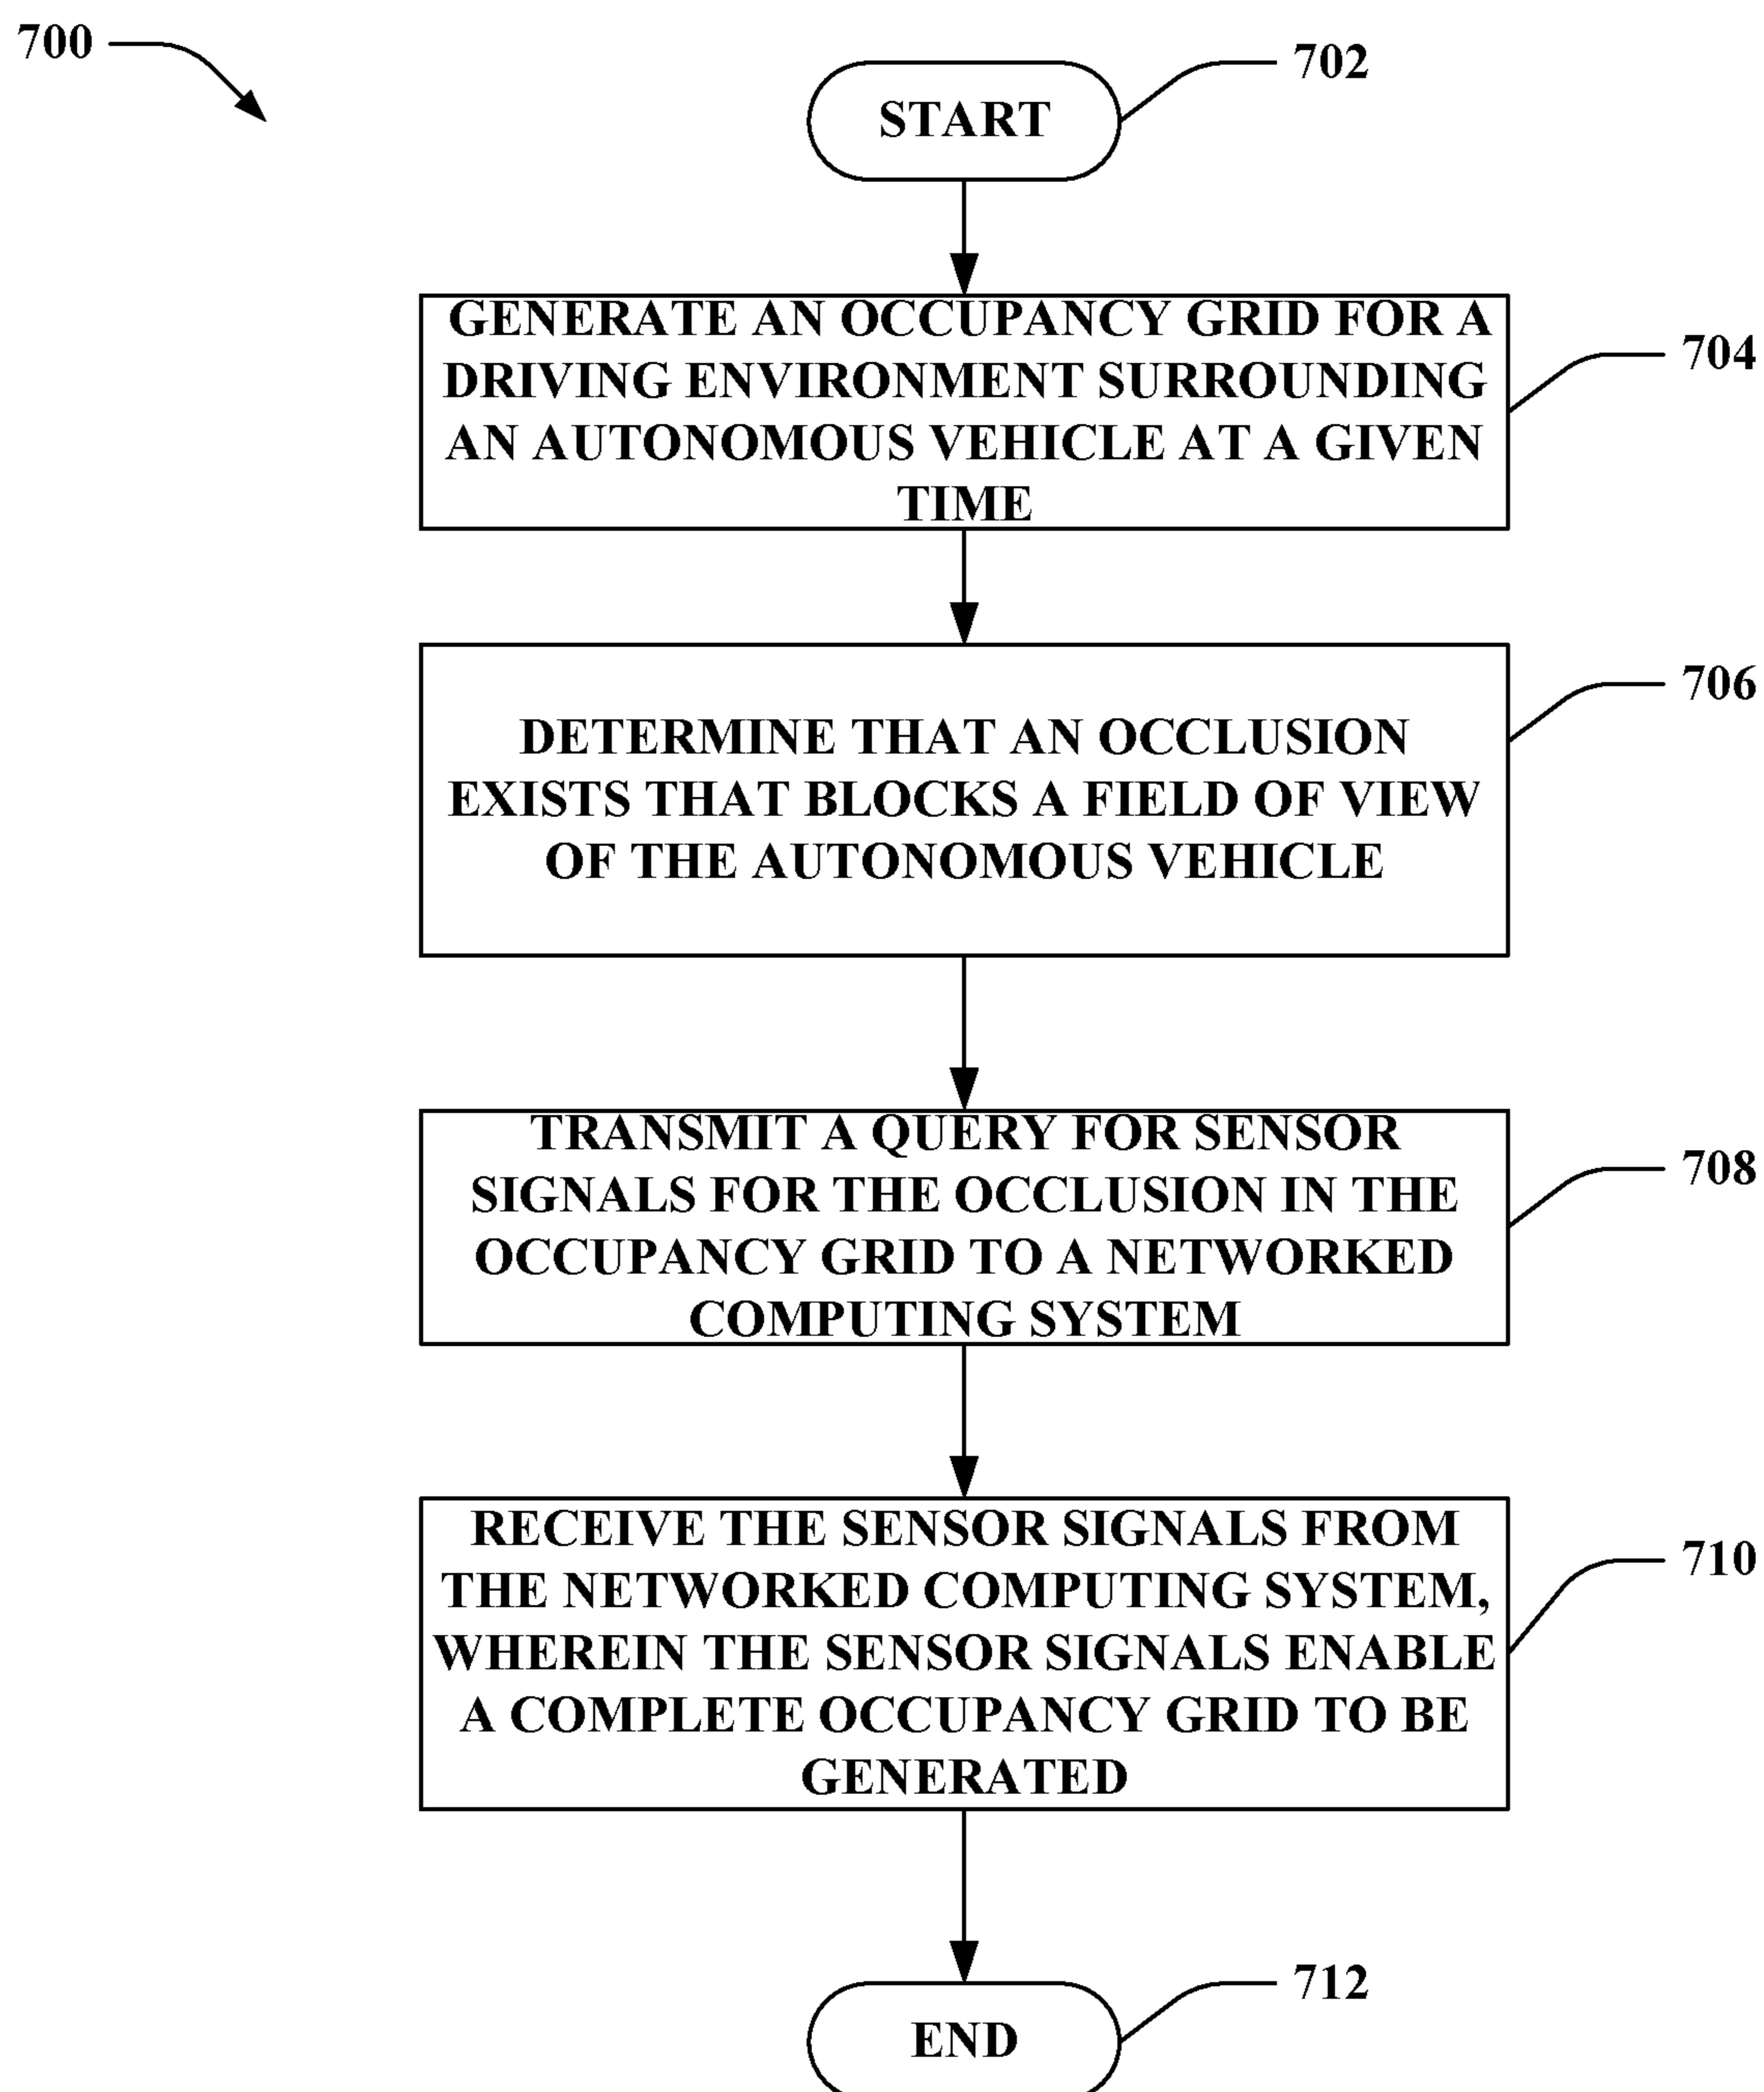 700
START
702
GENERATE AN OCCUPANCY GRID FOR A
DRIVING ENVIRONMENT SURROUNDING
AN AUTONOMOUS VEHICLE AT A GIVEN
TIME
704
DETERMINE THAT AN OCCLUSION
EXISTS THAT BLOCKS A FIELD OF VIEW
OF THE AUTONOMOUS VEHICLE
706
TRANSMIT A QUERY FOR SENSOR
SIGNALS FOR THE OCCLUSION IN THE
OCCUPANCY GRID TO A NETWORKED
COMPUTING SYSTEM
708
RECEIVE THE SENSOR SIGNALS FROM
THE NETWORKED COMPUTING SYSTEM,
WHEREIN THE SENSOR SIGNALS ENABLE
A COMPLETE OCCUPANCY GRID TO BE
GENERATED
710
END
712